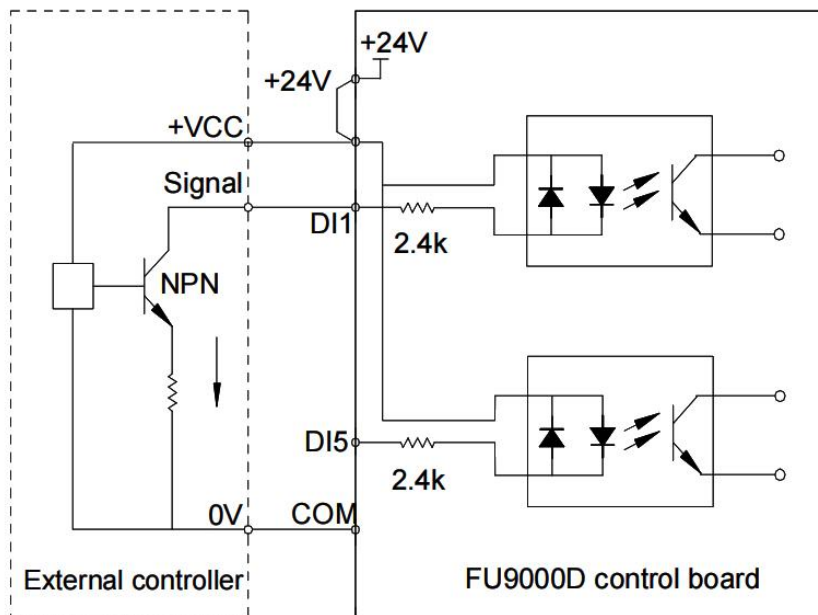 +24V
+24V
+VCC
Signal
DI1
2.4k
NPN
DI5
2.4k
0V
COM
External controller
FU9000D control board